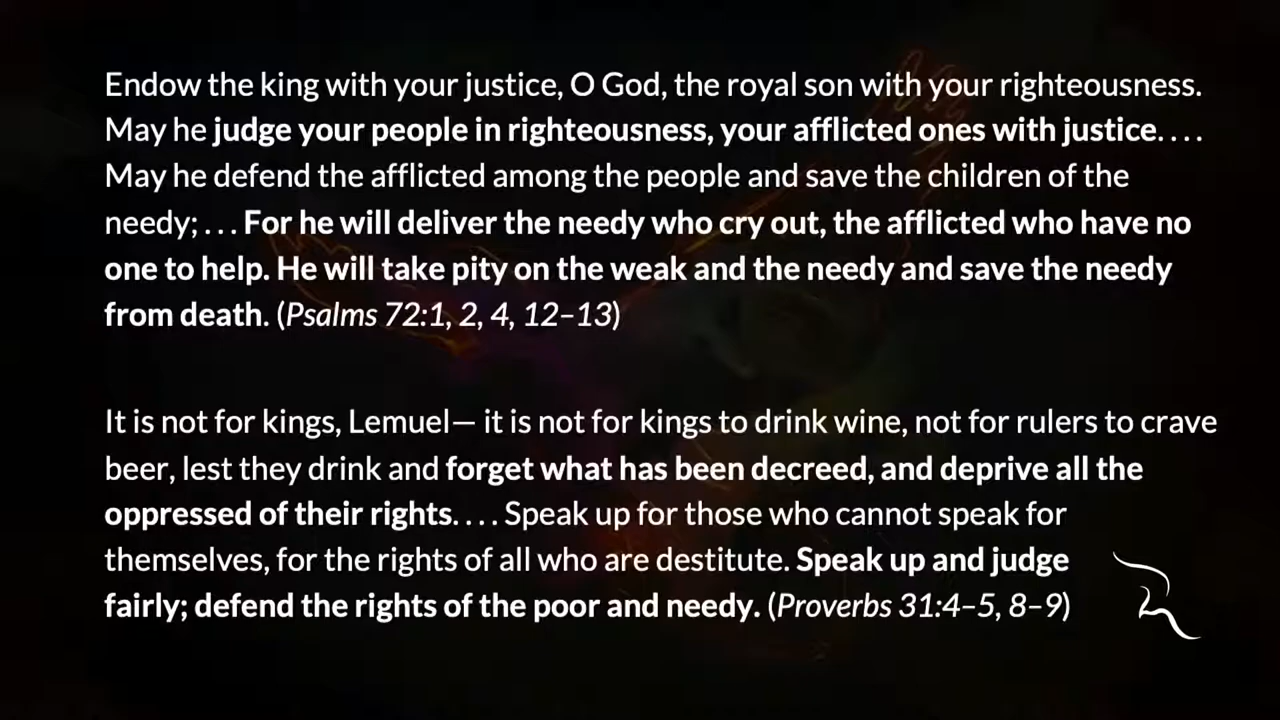 Endow the king with your justice, O God, the royal son with your righteousness.
May he judge your people in righteousness, your afflicted ones with justice. . . .
May he defend the afflicted among the people and save the children of the
needy; . . . For he will deliver the needy who cry out, the afflicted who have no
one to help. He will take pity on the weak and the needy and save the needy
from death. (Psalms 72:1, 2, 4, 12–13)
It is not for kings, Lemuel— it is not for kings to drink wine, not for rulers to crave
beer, lest they drink and forget what has been decreed, and deprive all the
oppressed of their rights. . . . Speak up for those who cannot speak for
themselves, for the rights of all who are destitute. Speak up and judge
fairly; defend the rights of the poor and needy. (Proverbs 31:4–5, 8–9)